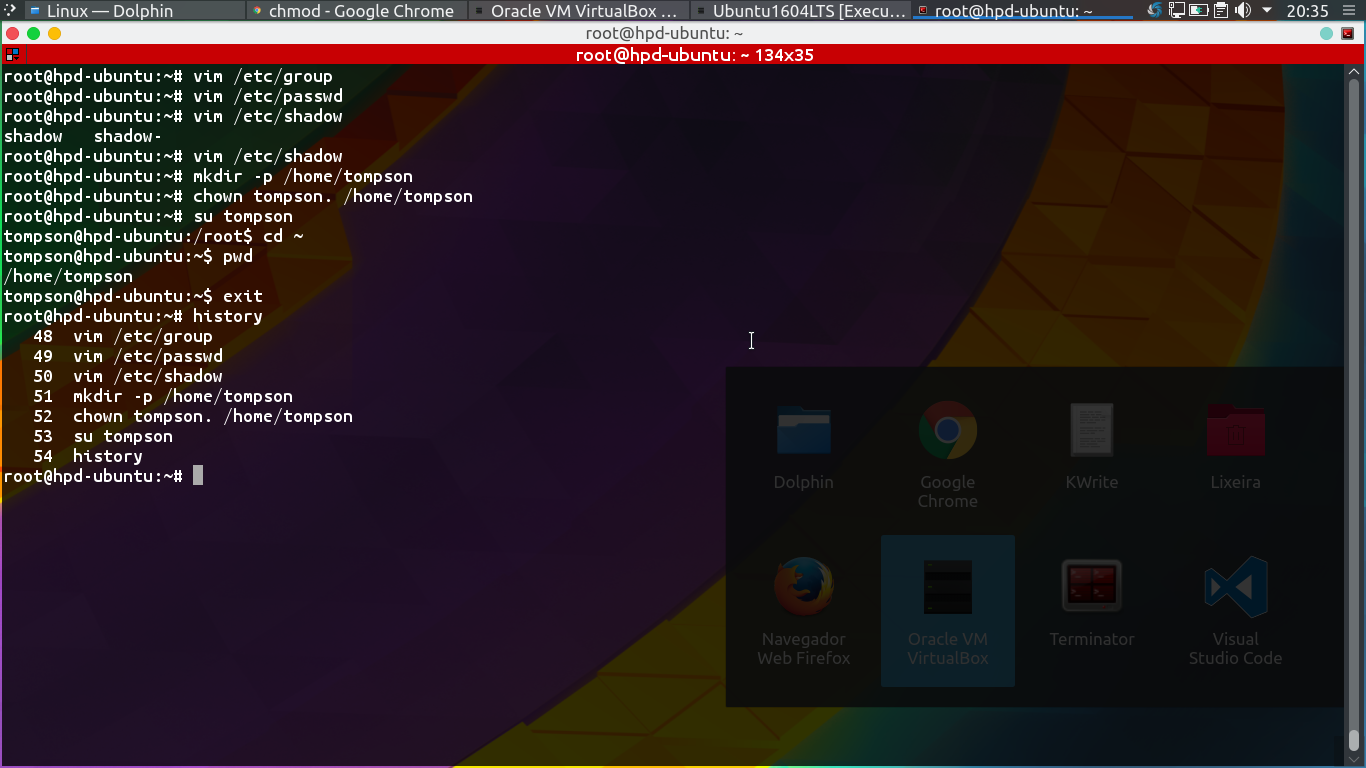 Linux — Dolphin
chmod - Google Chrome
Oracle VM VirtualBox ...
Ubuntu1604LTS [Execu...
root@hpd-ubuntu: ~
20:35
root@hpd-ubuntu: ~
root@hpd-ubuntu: ~ 134x35
root@hpd-ubuntu:~# vim /etc/group
root@hpd-ubuntu:~# vim /etc/passwd
root@hpd-ubuntu:~# vim /etc/shadow
shadow   shadow-
root@hpd-ubuntu:~# vim /etc/shadow
root@hpd-ubuntu:~# mkdir -p /home/tompson
root@hpd-ubuntu:~# chown tompson. /home/tompson
root@hpd-ubuntu:~# su tompson
tompson@hpd-ubuntu:/root$ cd ~
tompson@hpd-ubuntu:~$ pwd
/home/tompson
tompson@hpd-ubuntu:~$ exit
root@hpd-ubuntu:~# history
   48  vim /etc/group
   49  vim /etc/passwd
   50  vim /etc/shadow
   51  mkdir -p /home/tompson
   52  chown tompson. /home/tompson
   53  su tompson
   54  history
root@hpd-ubuntu:~#
Dolphin
Google
Chrome
KWrite
Lixeira
Navegador
Web Firefox
Oracle VM
VirtualBox
Terminator
Visual
Studio Code